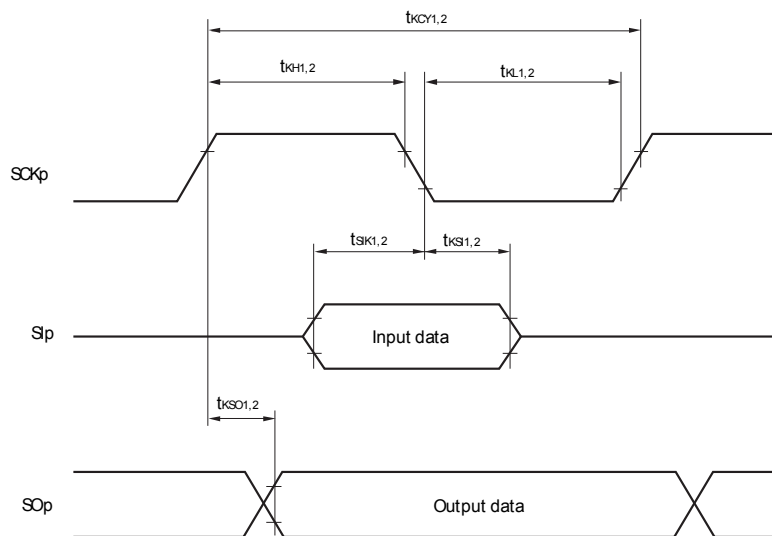 tKCY1,2
tKH1,2
tKL1,2
SCKp
tSIK1,2
tKSI1,2
SIp
Input data
tKSO1,2
SOp
Output data